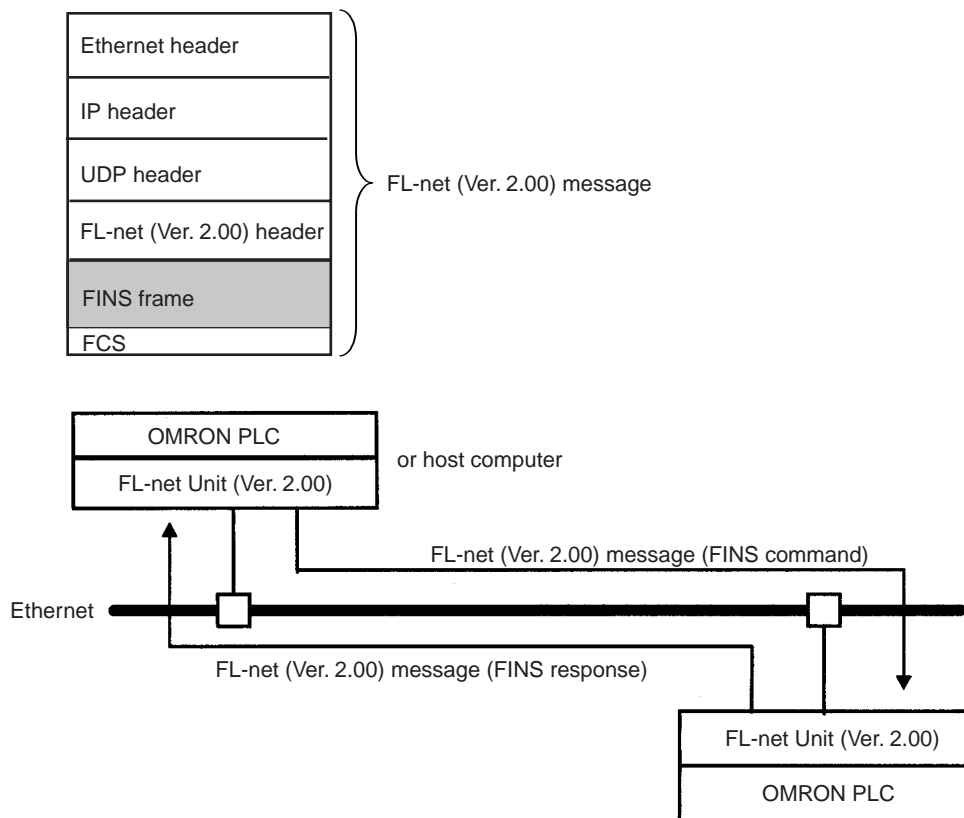 Ethernet header
IP header
UDP header
FL-net (Ver. 2.00) message
FL-net (Ver. 2.00) header
FINS frame
FCS
OMRON PLC
or host computer
FL-net Unit (Ver. 2.00)
FL-net (Ver. 2.00) message (FINS command)
Ethernet
FL-net (Ver. 2.00) message (FINS response)
FL-net Unit (Ver. 2.00)
OMRON PLC